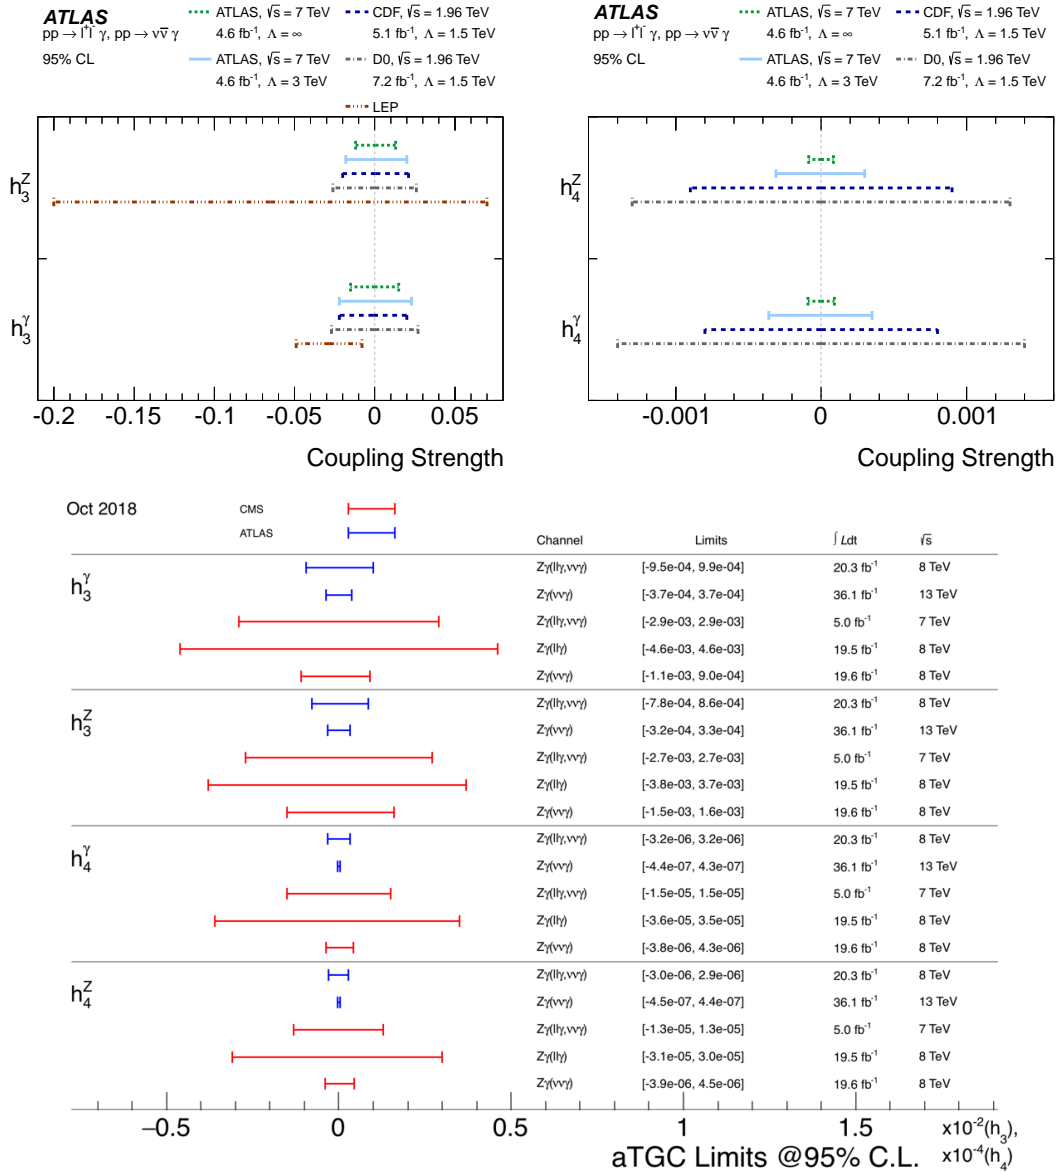 ATLAS
pp → l⁺l⁻ γ, pp → νν̅ γ
95% CL
ATLAS, √s = 7 TeV
4.6 fb⁻¹, Λ = ∞
ATLAS, √s = 7 TeV
4.6 fb⁻¹, Λ = 3 TeV
CDF, √s = 1.96 TeV
5.1 fb⁻¹, Λ = 1.5 TeV
D0, √s = 1.96 TeV
7.2 fb⁻¹, Λ = 1.5 TeV
LEP
h₃ᶻ
h₃ᵞ
-0.2 -0.15 -0.1 -0.05 0 0.05
Coupling Strength
ATLAS
pp → l⁺l⁻ γ, pp → νν̅ γ
95% CL
ATLAS, √s = 7 TeV
4.6 fb⁻¹, Λ = ∞
ATLAS, √s = 7 TeV
4.6 fb⁻¹, Λ = 3 TeV
CDF, √s = 1.96 TeV
5.1 fb⁻¹, Λ = 1.5 TeV
D0, √s = 1.96 TeV
7.2 fb⁻¹, Λ = 1.5 TeV
h₄ᶻ
h₄ᵞ
-0.001 0 0.001
Coupling Strength
Oct 2018
CMS
ATLAS
Channel Limits ∫ Ldt √s
h₃ᵞ
Zγ(llγ,ννγ) [-9.5e-04, 9.9e-04] 20.3 fb⁻¹ 8 TeV
Zγ(ννγ) [-3.7e-04, 3.7e-04] 36.1 fb⁻¹ 13 TeV
Zγ(llγ,ννγ) [-2.9e-03, 2.9e-03] 5.0 fb⁻¹ 7 TeV
Zγ(llγ) [-4.6e-03, 4.6e-03] 19.5 fb⁻¹ 8 TeV
Zγ(ννγ) [-1.1e-03, 9.0e-04] 19.6 fb⁻¹ 8 TeV
h₃ᶻ
Zγ(llγ,ννγ) [-7.8e-04, 8.6e-04] 20.3 fb⁻¹ 8 TeV
Zγ(ννγ) [-3.2e-04, 3.3e-04] 36.1 fb⁻¹ 13 TeV
Zγ(llγ,ννγ) [-2.7e-03, 2.7e-03] 5.0 fb⁻¹ 7 TeV
Zγ(llγ) [-3.8e-03, 3.7e-03] 19.5 fb⁻¹ 8 TeV
Zγ(ννγ) [-1.5e-03, 1.6e-03] 19.6 fb⁻¹ 8 TeV
h₄ᵞ
Zγ(llγ,ννγ) [-3.2e-06, 3.2e-06] 20.3 fb⁻¹ 8 TeV
Zγ(ννγ) [-4.4e-07, 4.3e-07] 36.1 fb⁻¹ 13 TeV
Zγ(llγ,ννγ) [-1.5e-05, 1.5e-05] 5.0 fb⁻¹ 7 TeV
Zγ(llγ) [-3.6e-05, 3.5e-05] 19.5 fb⁻¹ 8 TeV
Zγ(ννγ) [-3.8e-06, 4.3e-06] 19.6 fb⁻¹ 8 TeV
h₄ᶻ
Zγ(llγ,ννγ) [-3.0e-06, 2.9e-06] 20.3 fb⁻¹ 8 TeV
Zγ(ννγ) [-4.5e-07, 4.4e-07] 36.1 fb⁻¹ 13 TeV
Zγ(llγ,ννγ) [-1.3e-05, 1.3e-05] 5.0 fb⁻¹ 7 TeV
Zγ(llγ) [-3.1e-05, 3.0e-05] 19.5 fb⁻¹ 8 TeV
Zγ(ννγ) [-3.9e-06, 4.5e-06] 19.6 fb⁻¹ 8 TeV
−0.5 0 0.5 1 1.5 x10⁻²(h₃),
aTGC Limits @95% C.L. x10⁻⁴(h₄)